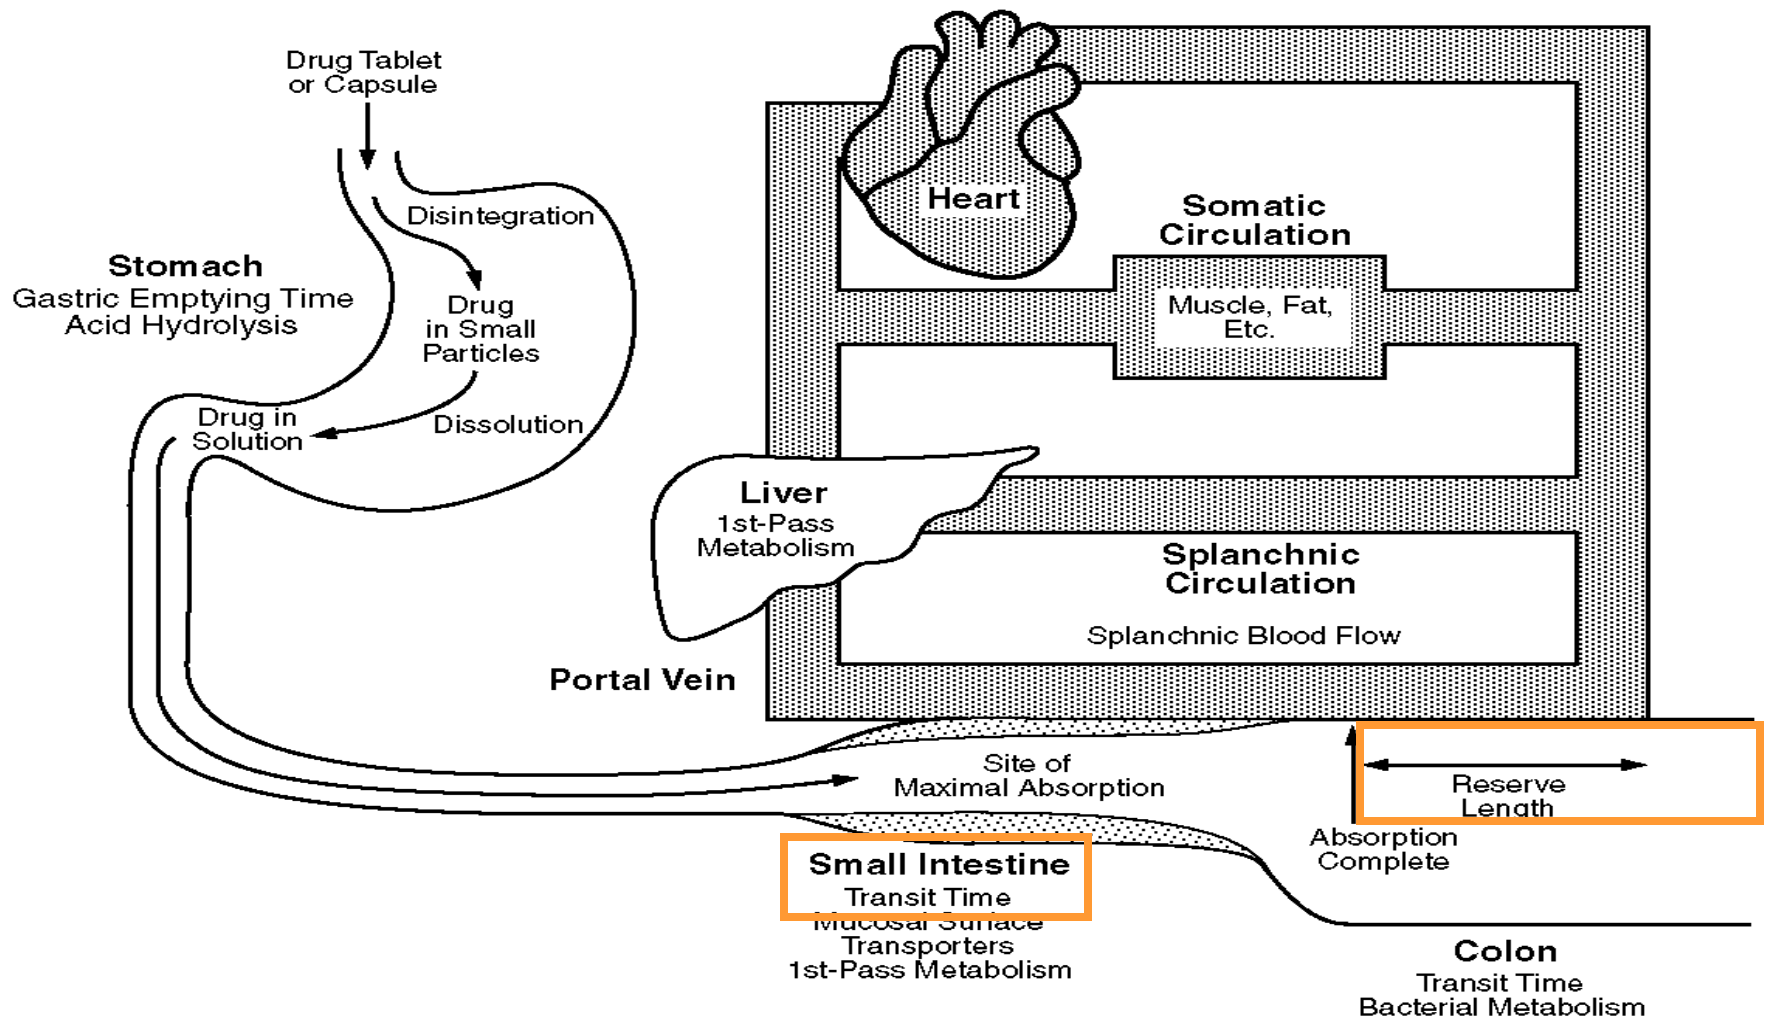 Drug Tablet
or Capsule
Disintegration
Stomach
Gastric Emptying Time
Acid Hydrolysis
Drug
in Small
Particles
Drug in
Solution
Dissolution
Heart
Somatic
Circulation
Muscle, Fat,
Etc.
Liver
1st-Pass
Metabolism
Splanchnic
Circulation
Splanchnic Blood Flow
Portal Vein
Site of
Maximal Absorption
Reserve
Length
Absorption
Complete
Small Intestine
Transit Time
Mucosal Surface
Transporters
1st-Pass Metabolism
Colon
Transit Time
Bacterial Metabolism